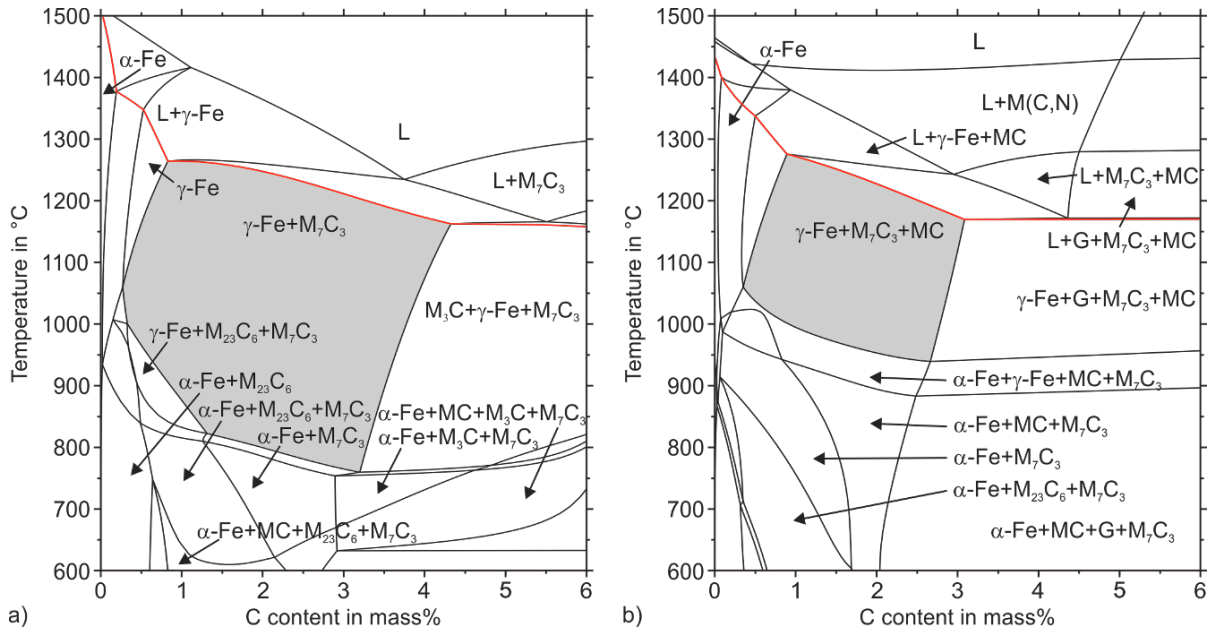 1500
1400
1300
1200
1100
1000
900
800
700
600
Temperature in °C
α-Fe
L+γ-Fe
L
γ-Fe
L+M₇C₃
γ-Fe+M₇C₃
M₃C+γ-Fe+M₇C₃
γ-Fe+M₂₃C₆+M₇C₃
α-Fe+M₂₃C₆
α-Fe+M₂₃C₆+M₇C₃
α-Fe+MC+M₃C+M₇C₃
α-Fe+M₇C₃
α-Fe+M₃C+M₇C₃
α-Fe+MC+M₂₃C₆+M₇C₃
0 1 2 3 4 5 6
a)
C content in mass%
1500
1400
1300
1200
1100
1000
900
800
700
600
Temperature in °C
α-Fe
L
L+M(C,N)
L+γ-Fe+MC
L+M₇C₃+MC
γ-Fe+M₇C₃+MC
L+G+M₇C₃+MC
γ-Fe+G+M₇C₃+MC
α-Fe+γ-Fe+MC+M₇C₃
α-Fe+MC+M₇C₃
α-Fe+M₇C₃
α-Fe+M₂₃C₆+M₇C₃
α-Fe+MC+G+M₇C₃
0 1 2 3 4 5 6
b)
C content in mass%